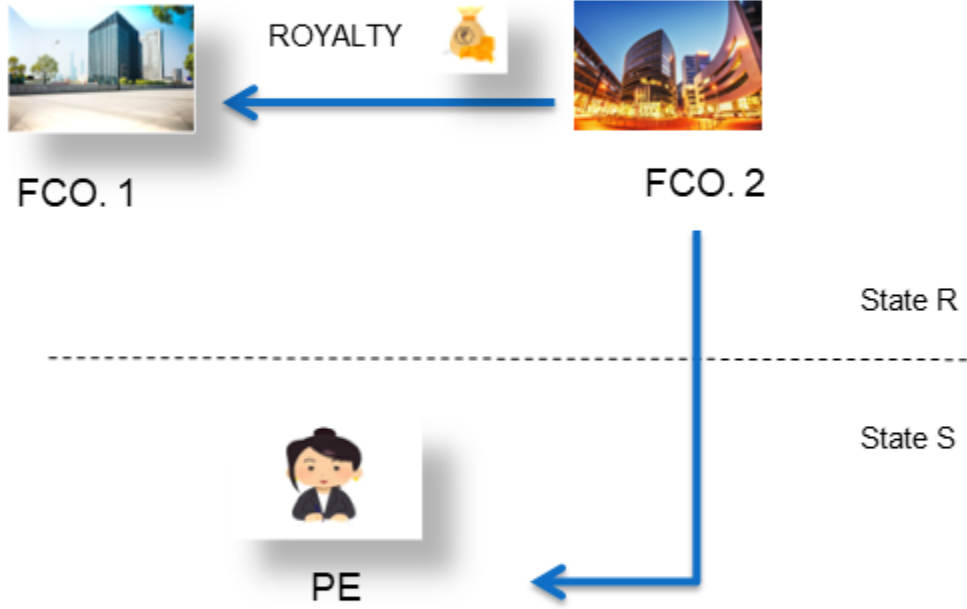 ROYALTY
FCO. 1
FCO. 2
State R
State S
PE